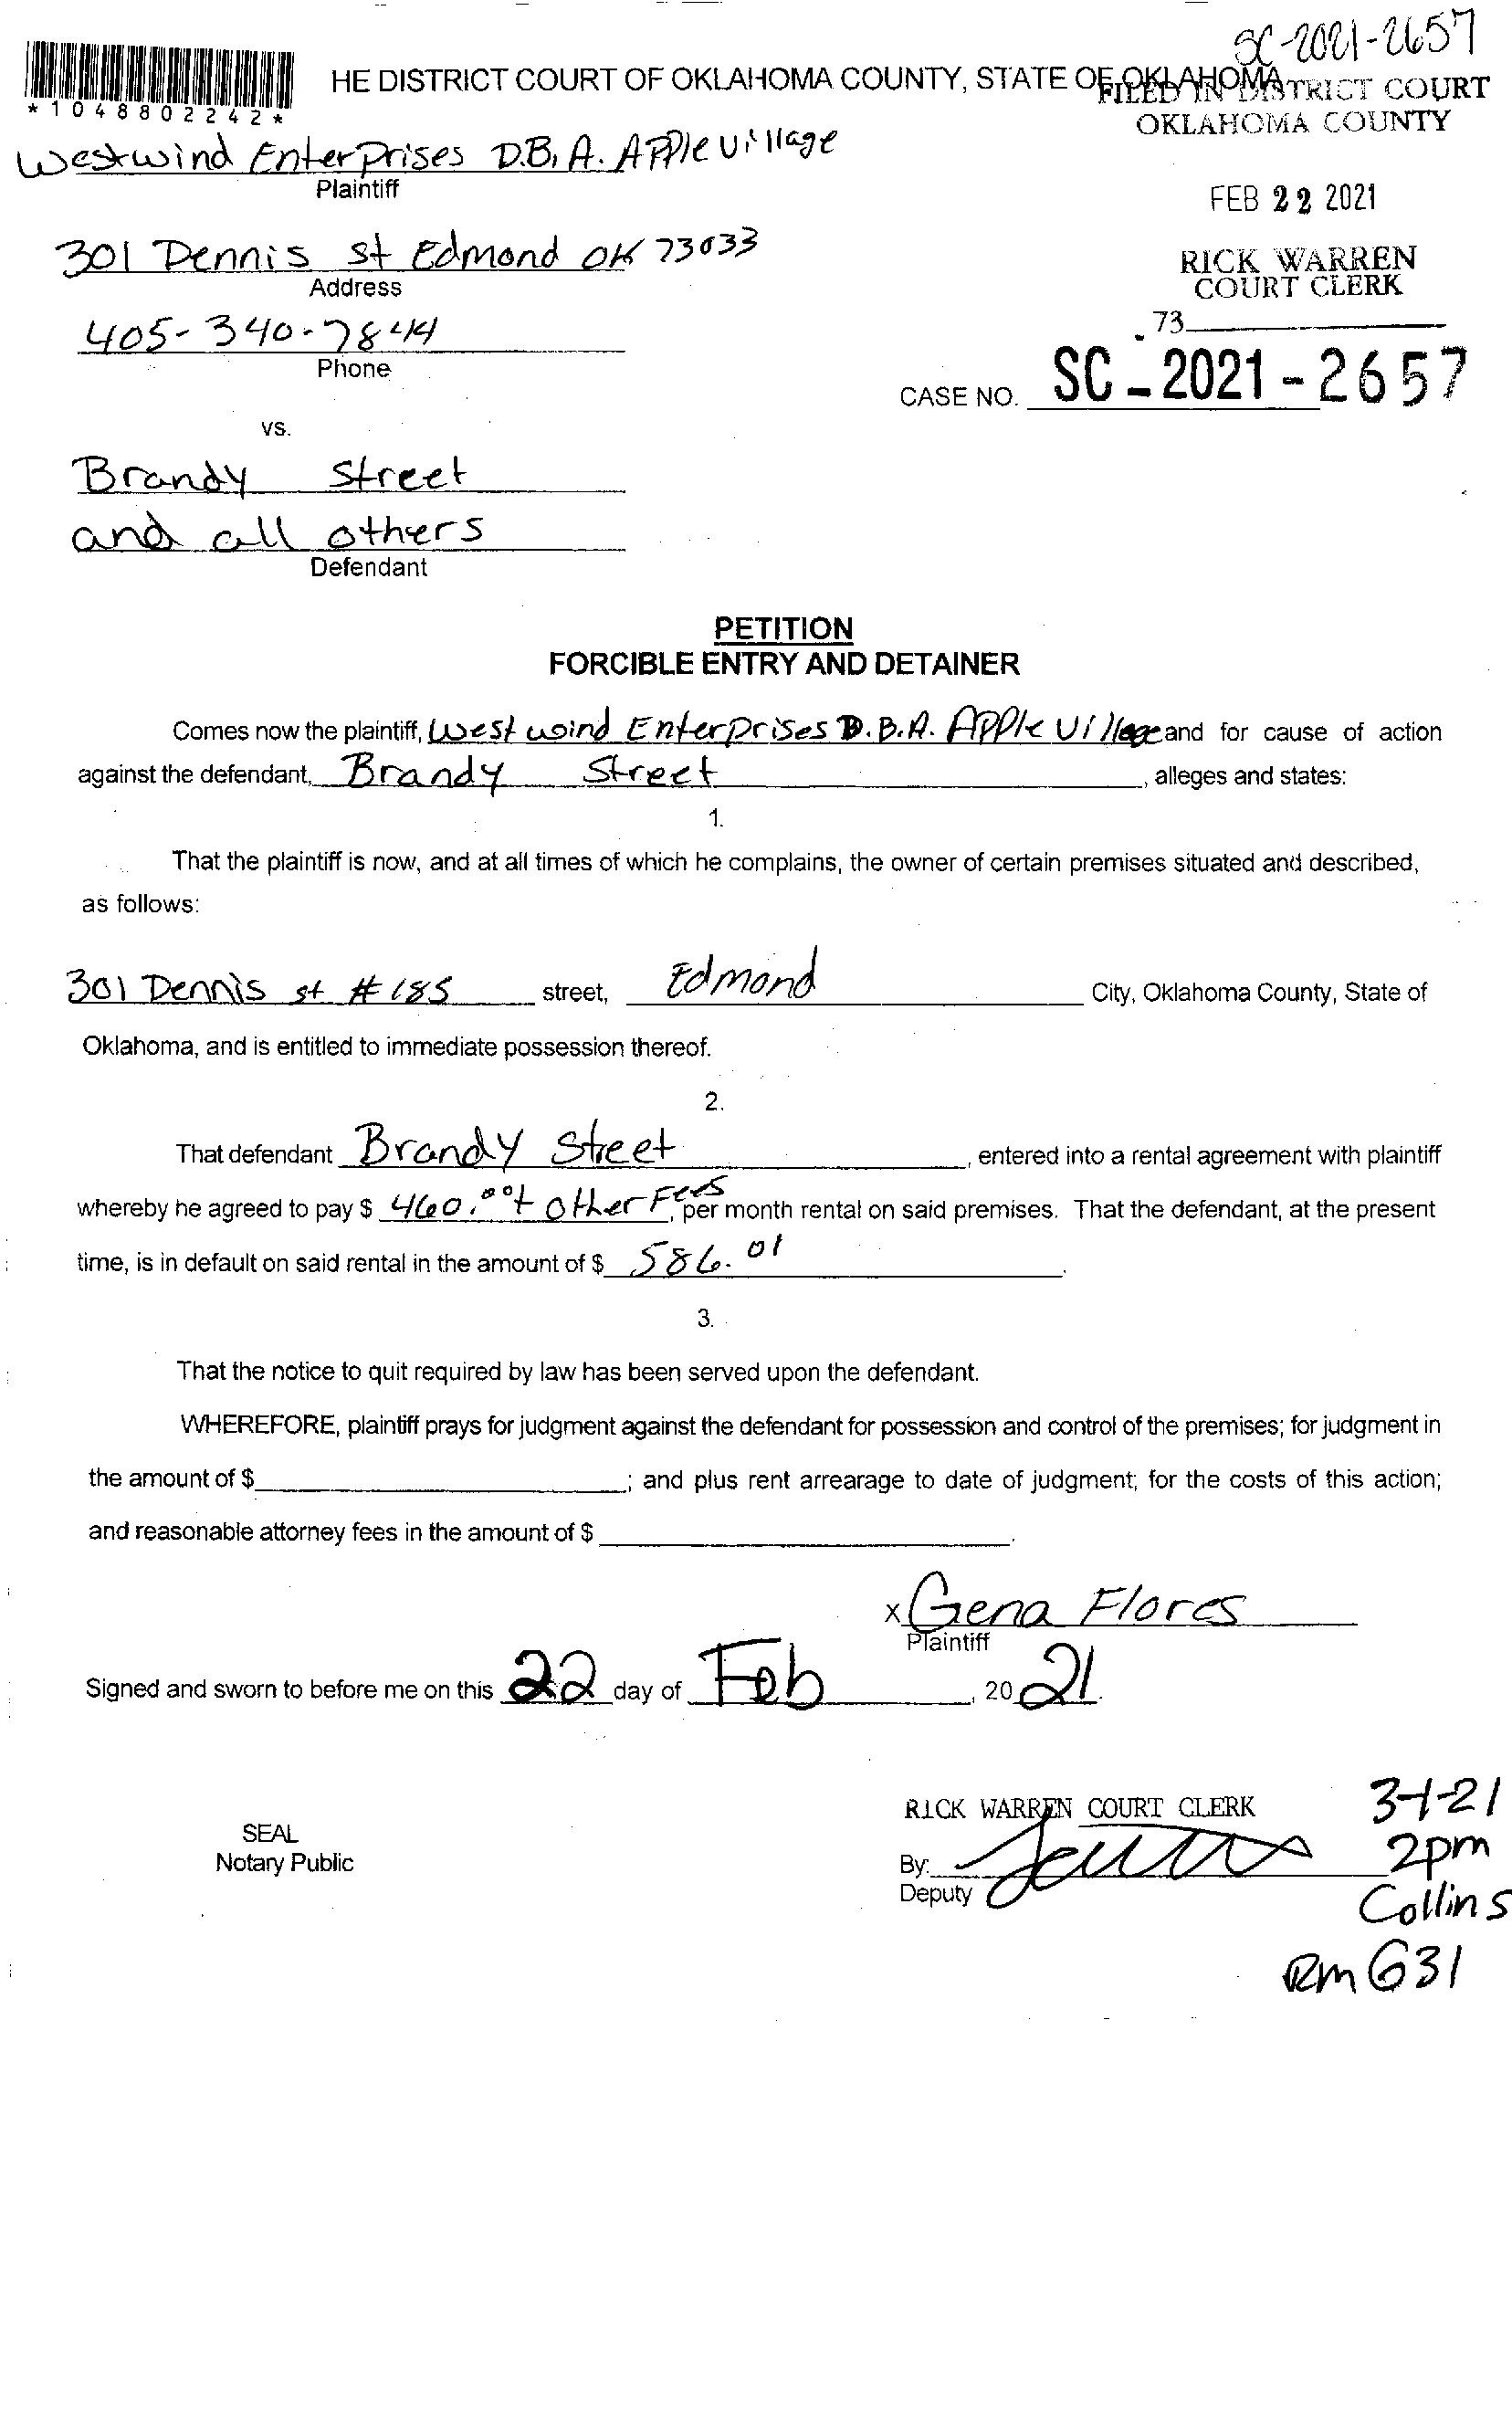 SC-2021-2657
HE DISTRICT COURT OF OKLAHOMA COUNTY, STATE OF OKLAHOMA
FILED IN DISTRICT COURT
*1048802242*
OKLAHOMA COUNTY
Westwind Enterprises D.B.A. Apple Village
Plaintiff
FEB 22 2021
301 Dennis St Edmond OK 73033
Address
RICK WARREN
COURT CLERK
405-340-7844
73
Phone
CASE NO. SC-2021-2657
vs.
Brandy Street
and all others
Defendant
PETITION
FORCIBLE ENTRY AND DETAINER
Comes now the plaintiff, West wind Enterprises D.B.A. Apple Village and for cause of action
against the defendant, Brandy Street, alleges and states:
1.
That the plaintiff is now, and at all times of which he complains, the owner of certain premises situated and described,
as follows:
301 Dennis st #185 street, Edmond City, Oklahoma County, State of
Oklahoma, and is entitled to immediate possession thereof.
2.
That defendant Brandy Street, entered into a rental agreement with plaintiff
whereby he agreed to pay $ 460.00 + other Fees, per month rental on said premises. That the defendant, at the present
time, is in default on said rental in the amount of $ 586.01.
3.
That the notice to quit required by law has been served upon the defendant.
WHEREFORE, plaintiff prays for judgment against the defendant for possession and control of the premises; for judgment in
the amount of $ ; and plus rent arrearage to date of judgment; for the costs of this action;
and reasonable attorney fees in the amount of $ .
x Gena Flores
Plaintiff
Signed and sworn to before me on this 22 day of Feb, 2021.
RICK WARREN COURT CLERK
3-1-21
SEAL
Notary Public
By:
2pm
Deputy
Collins
Rm 631